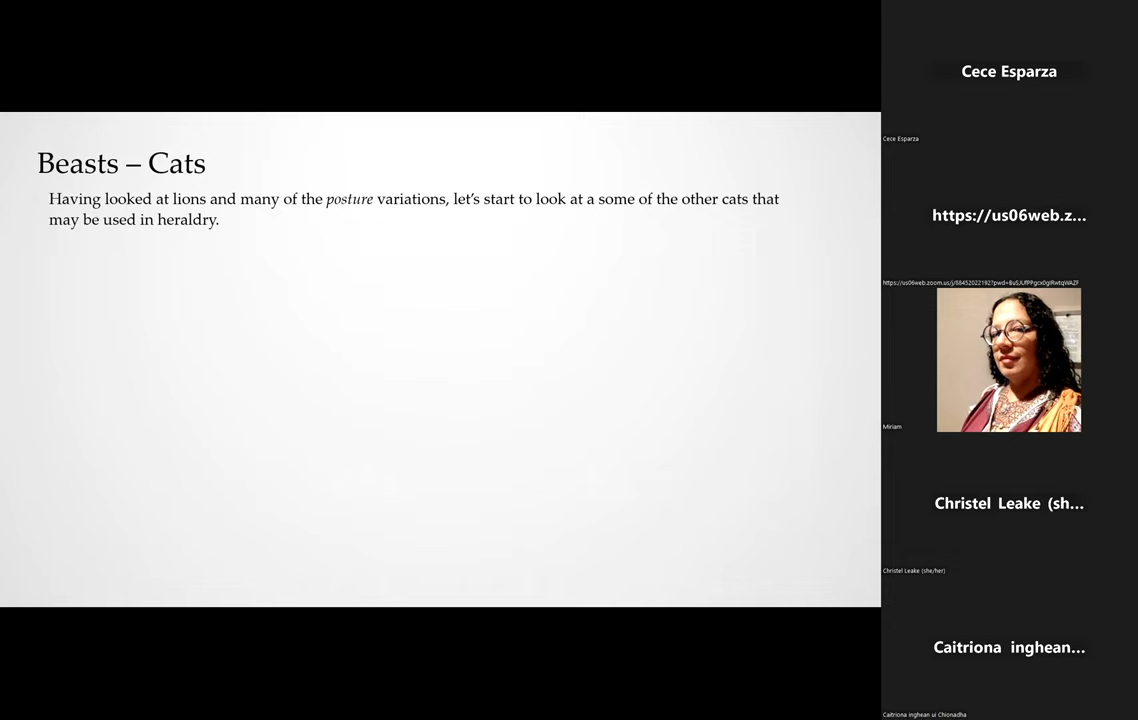 Beasts – Cats
Having looked at lions and many of the posture variations, let's start to look at a some of the other cats that
may be used in heraldry.
Cece Esparza
Cece Esparza
https://us06web.z...
Miriam
Christel Leake (sh...
Christel Leake (she/her)
Caitriona inghean...
Caitriona inghean ui Chionadha